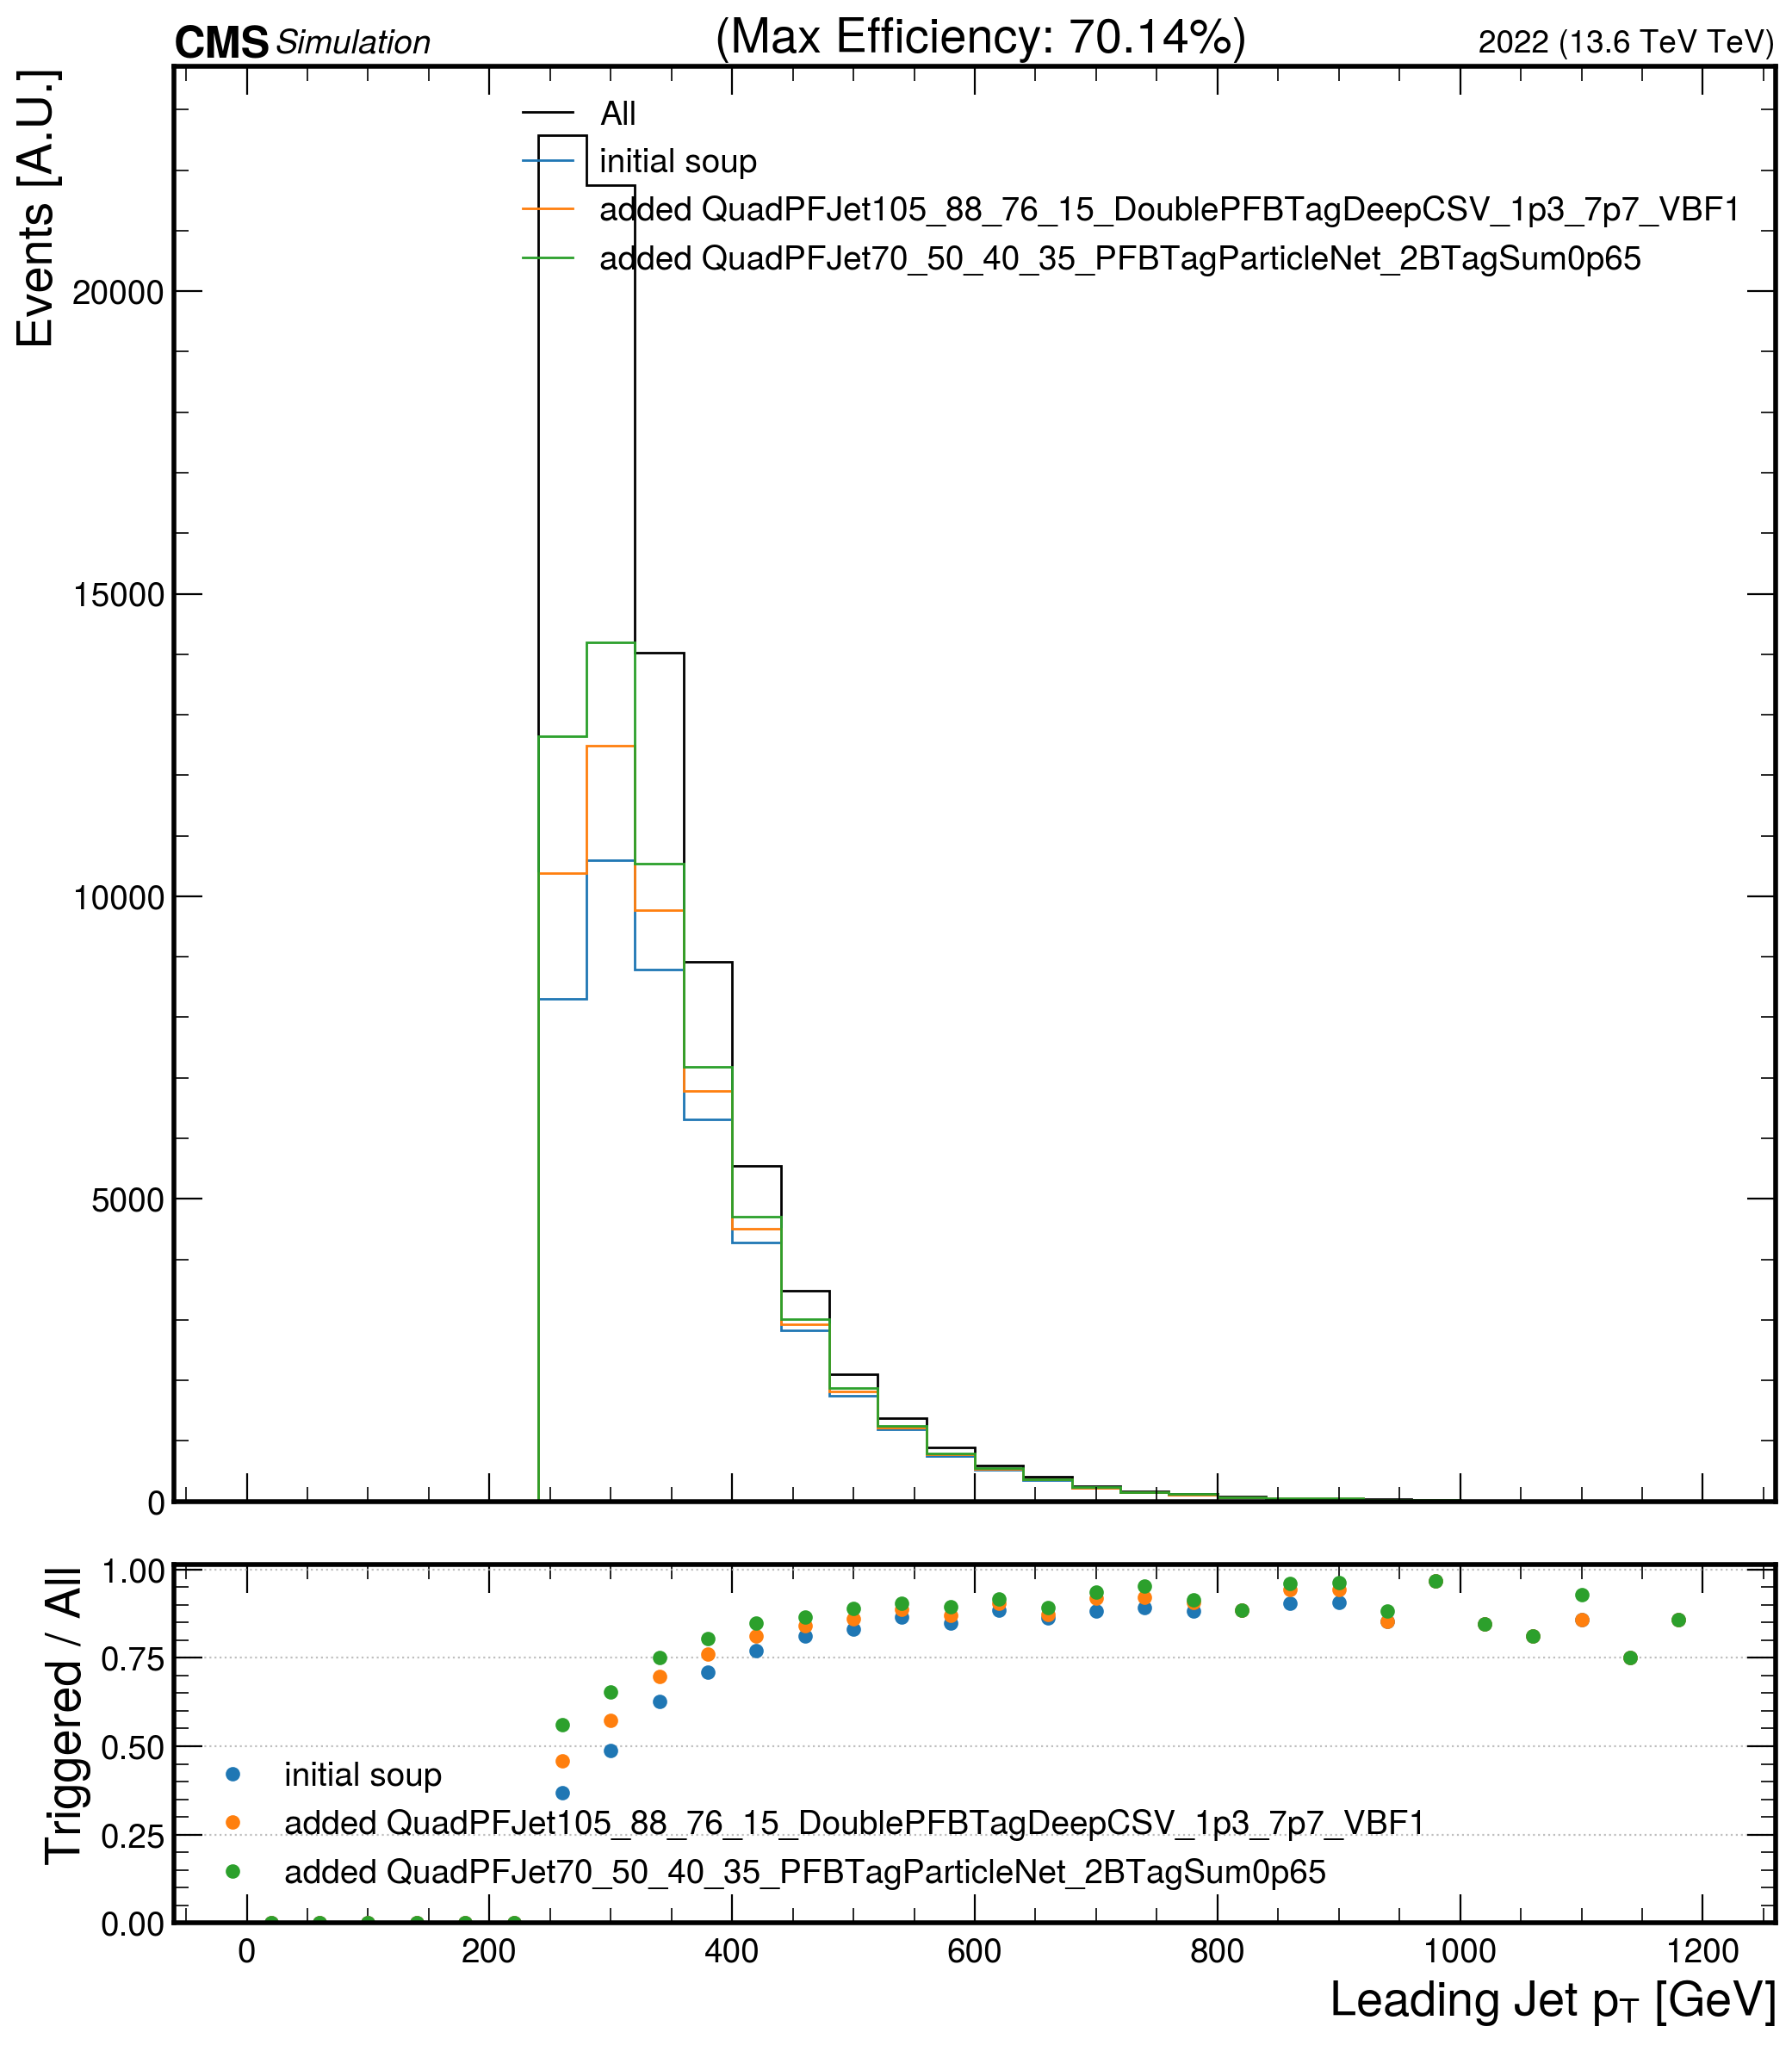 CMS Simulation (Max Efficiency: 70.14%) 2022 (13.6 TeV TeV)
Events [A.U.]
All
initial soup
added QuadPFJet105_88_76_15_DoublePFBTagDeepCSV_1p3_7p7_VBF1
added QuadPFJet70_50_40_35_PFBTagParticleNet_2BTagSum0p65
20000
15000
10000
5000
0
Triggered / All
1.00
0.75
0.50
0.25
0.00
initial soup
added QuadPFJet105_88_76_15_DoublePFBTagDeepCSV_1p3_7p7_VBF1
added QuadPFJet70_50_40_35_PFBTagParticleNet_2BTagSum0p65
0 200 400 600 800 1000 1200
Leading Jet pT [GeV]